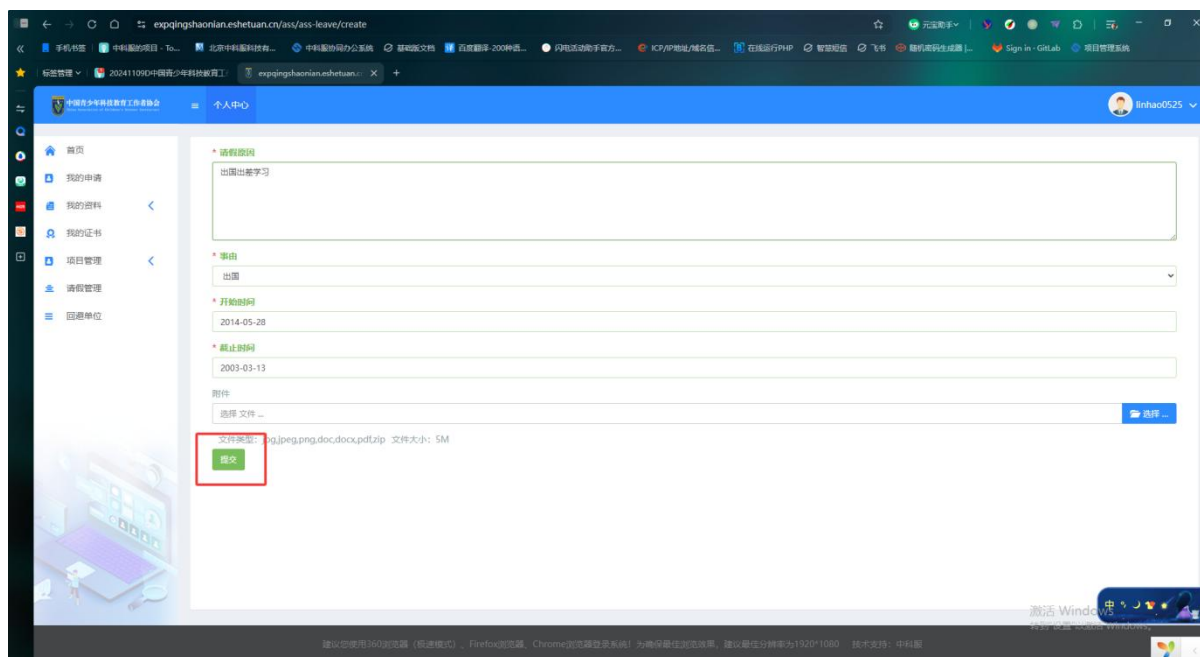 expqingshaonian.eshetuan.cn/ass/ass-leave/create
元宝助手
手机书签
中科服的项目 - To...
北京中科服科技有...
中科服协同办公系统
基础版文档
百度翻译-200种语...
闪电活动助手官方...
ICP/IP地址/域名信...
在线运行PHP
智慧短信
飞书
随机密码生成器 |...
Sign in · GitLab
项目管理系统
标签管理
20241109D中国青少年科技教育工
expqingshaonian.eshetuan.c
中国青少年科技教育工作者协会
个人中心
linhao0525
首页
我的申请
我的资料
我的证书
项目管理
请假管理
回避单位
* 请假原因
出国出差学习
* 事由
出国
* 开始时间
2014-05-28
* 截止时间
2003-03-13
附件
选择 文件 ...
选择 ...
文件类型: jpg,jpeg,png,doc,docx,pdf,zip 文件大小: 5M
提交
激活 Windows
中
建议您使用360浏览器（极速模式）、Firefox浏览器、Chrome浏览器登录系统! 为确保最佳浏览效果，建议最佳分辨率为1920*1080 技术支持：中科服